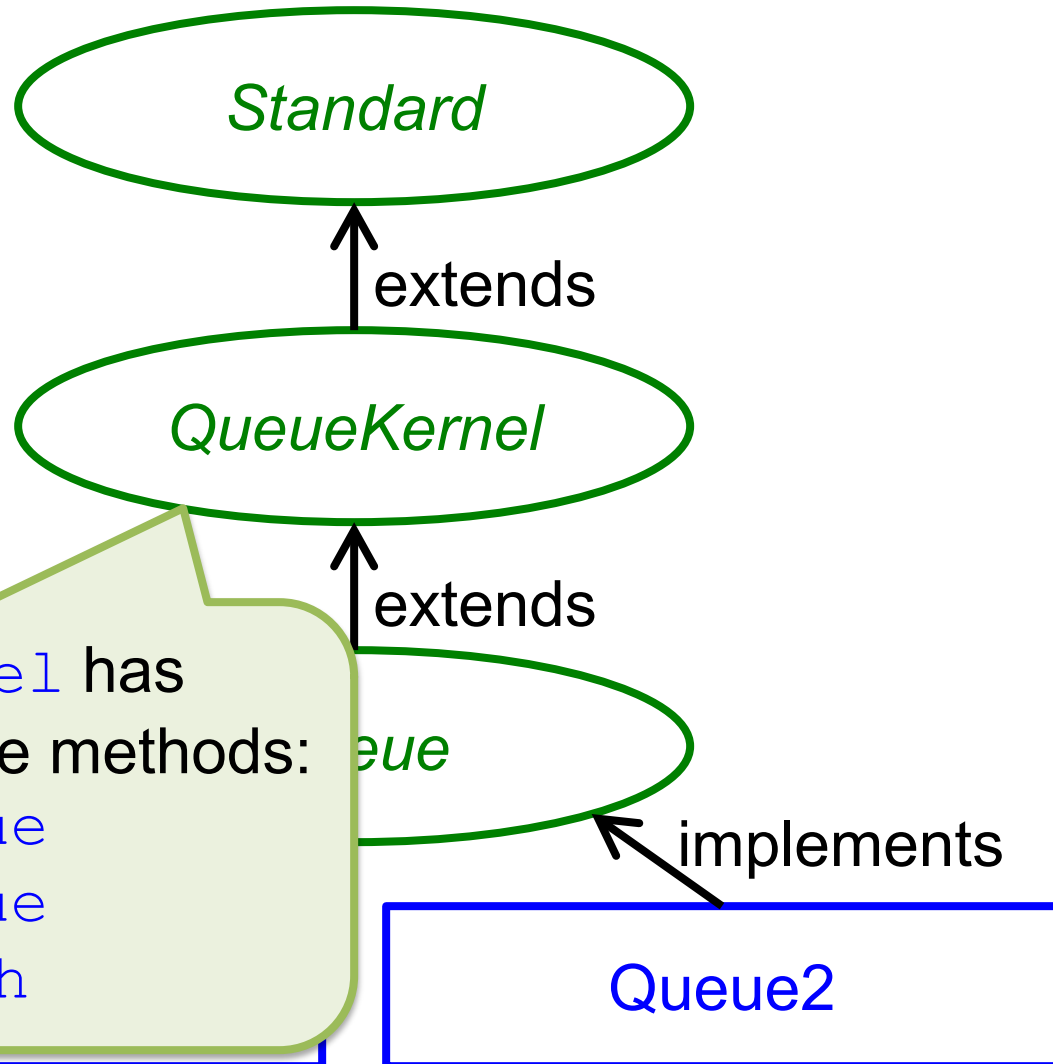 Standard
extends
QueueKernel
extends
el has
e methods:
eue
ue
implements
ue
h
Queue2